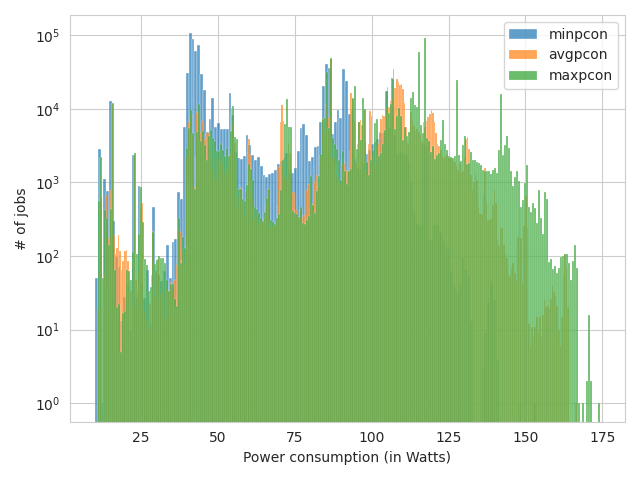 minpcon
avgpcon
maxpcon
# of jobs
10⁵
10⁴
10³
10²
10¹
10⁰
25
50
75
100
125
150
175
Power consumption (in Watts)